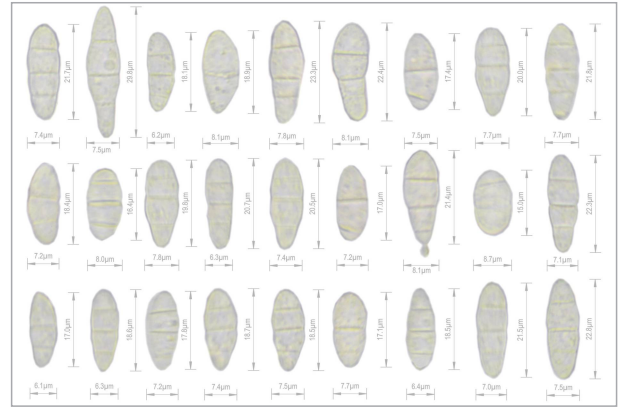 21.7µm 29.8µm 18.1µm 18.9µm 23.3µm 22.4µm 17.4µm 20.0µm 21.8µm
7.4µm 7.5µm 6.2µm 8.1µm 7.6µm 8.1µm 7.5µm 7.7µm 7.7µm
18.4µm 16.4µm 19.8µm 20.7µm 20.5µm 17.0µm 21.4µm 15.0µm 22.3µm
7.2µm 8.0µm 7.8µm 6.3µm 7.4µm 7.2µm 8.1µm 8.7µm 7.1µm
17.0µm 18.6µm 17.8µm 18.7µm 18.5µm 17.1µm 18.5µm 21.5µm 22.8µm
6.1µm 6.3µm 7.2µm 7.4µm 7.5µm 7.7µm 6.4µm 7.0µm 7.5µm